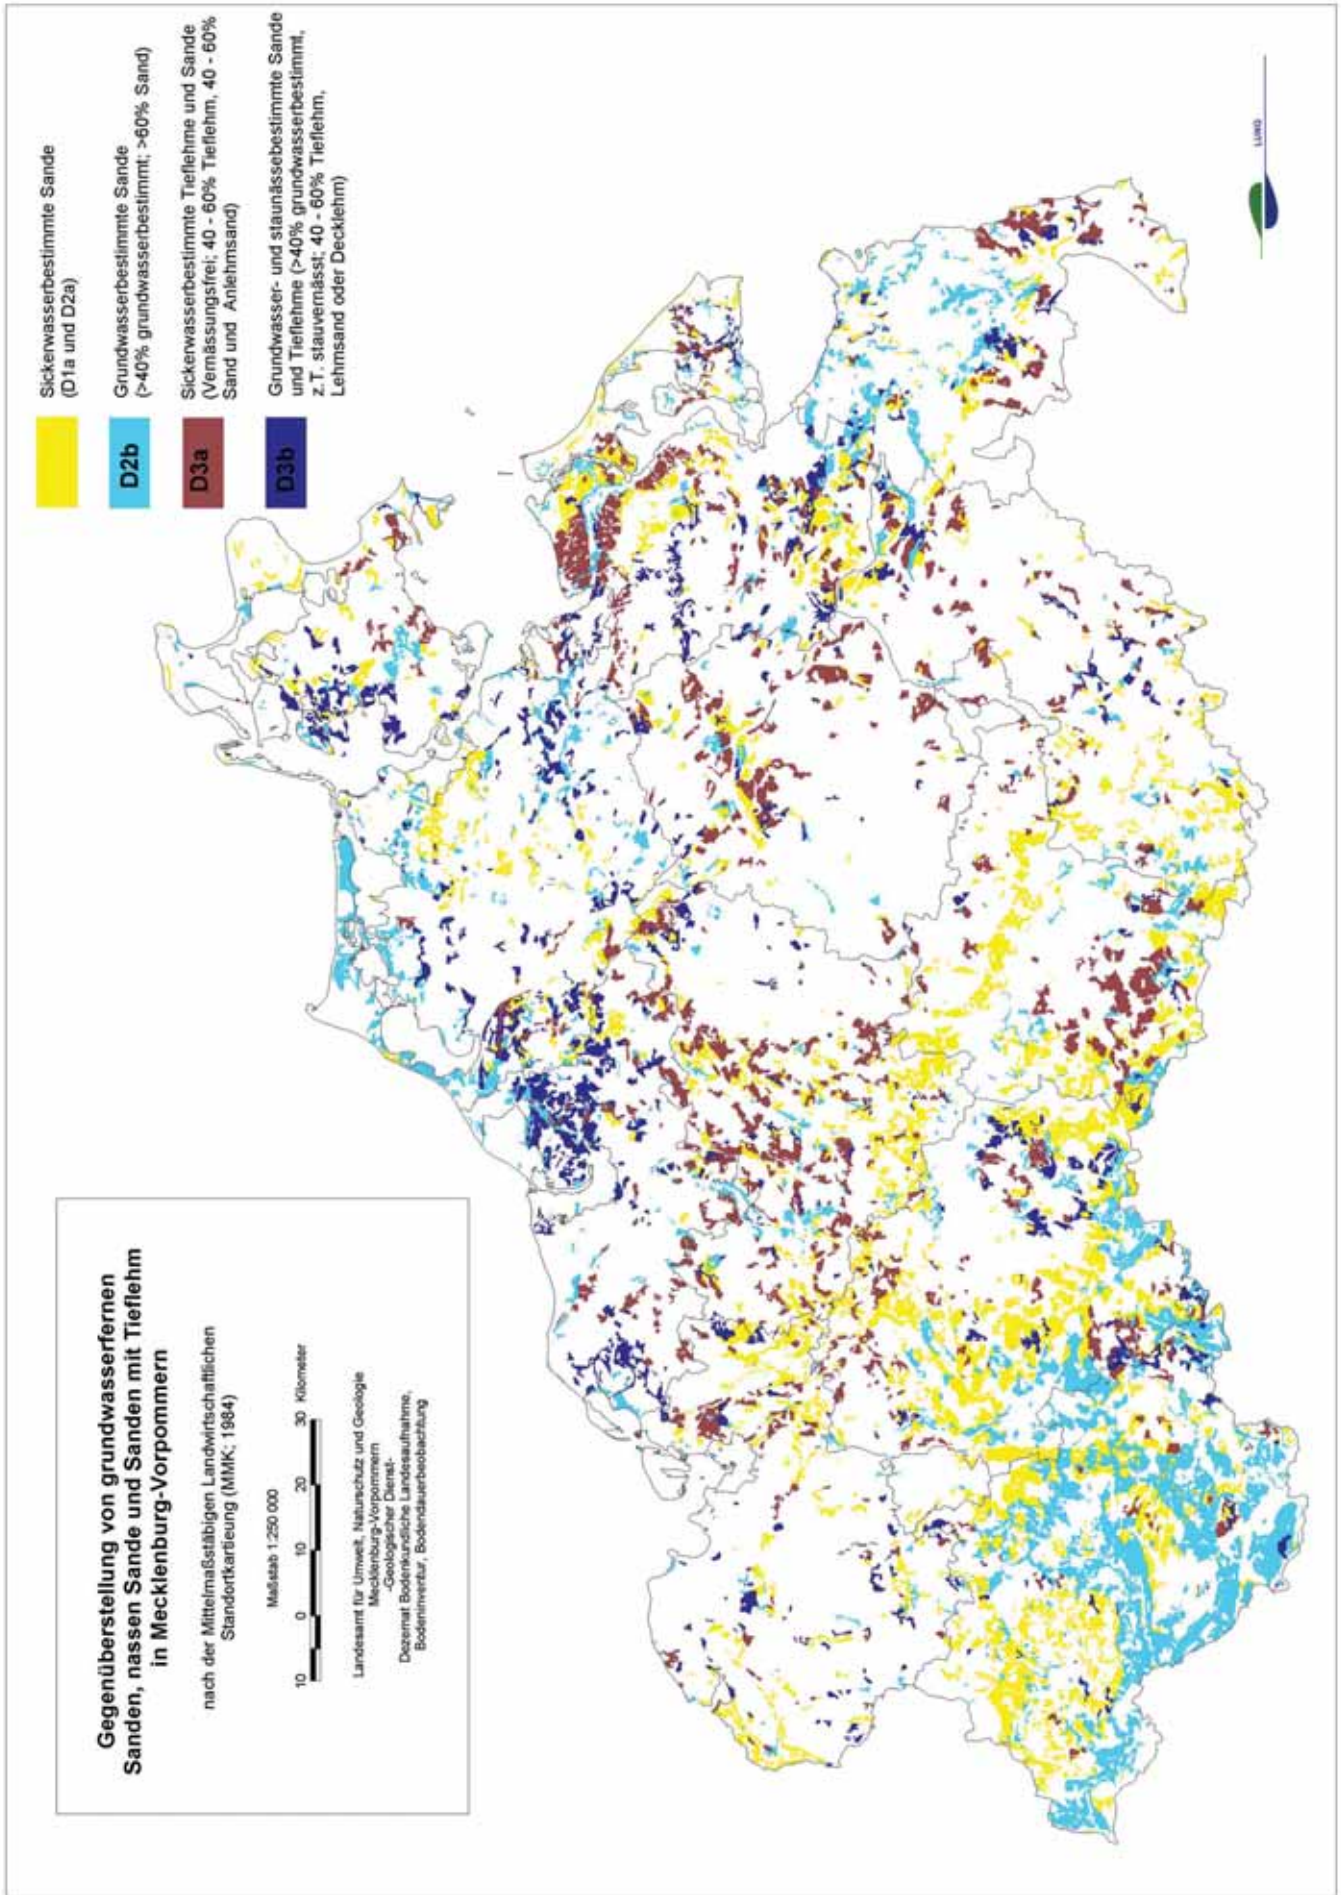 Gegenüberstellung von grundwasserfernen
Sanden, nassen Sande und Sanden mit Tieflehm
in Mecklenburg-Vorpommern
nach der Mittelmaßstäbigen Landwirtschaftlichen
Standortkartierung (MMK; 1984)
Maßstab 1:250 000
10 0 10 20 30 Kilometer
Landesamt für Umwelt, Naturschutz und Geologie
Mecklenburg-Vorpommern
-Geologischer Dienst-
Dezernat Bodenkundliche Landesaufnahme,
Bodeninventur, Bodendauerbeobachtung
Sickerwasserbestimmte Sande
(D1a und D2a)
D2b
Grundwasserbestimmte Sande
(>40% grundwasserbestimmt; >60% Sand)
D3a
Sickerwasserbestimmte Tieflehme und Sande
(Vernässungsfrei; 40 - 60% Tieflehm, 40 - 60%
Sand und Anlehmsand)
D3b
Grundwasser- und staunässebestimmte Sande
und Tieflehme (>40% grundwasserbestimmt,
z.T. stauvernässt; 40 - 60% Tieflehm,
Lehmsand oder Decklehm)
LUNG